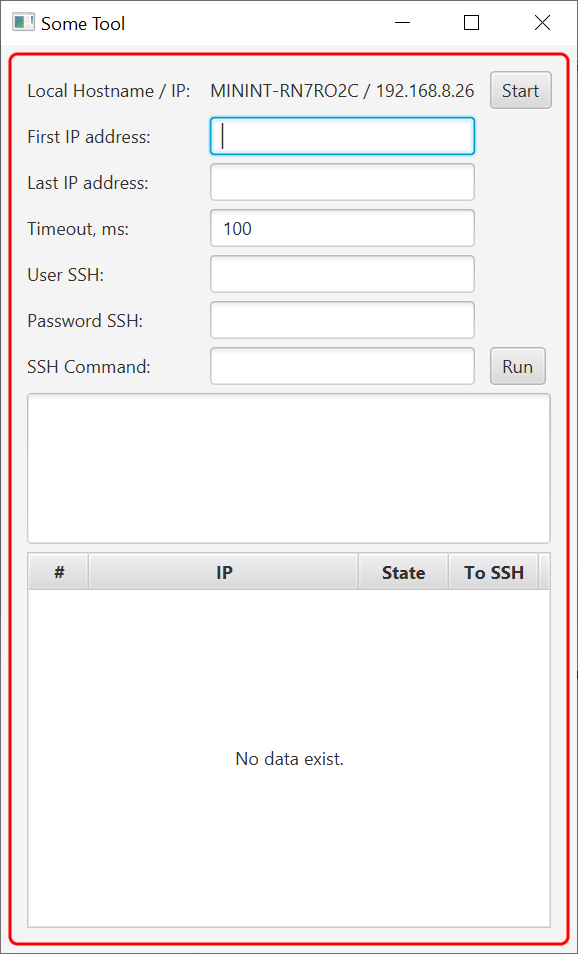 Some Tool
Local Hostname / IP: MININT-RN7RO2C / 192.168.8.26 Start
First IP address:
Last IP address:
Timeout, ms: 100
User SSH:
Password SSH:
SSH Command: Run
# IP State To SSH
No data exist.